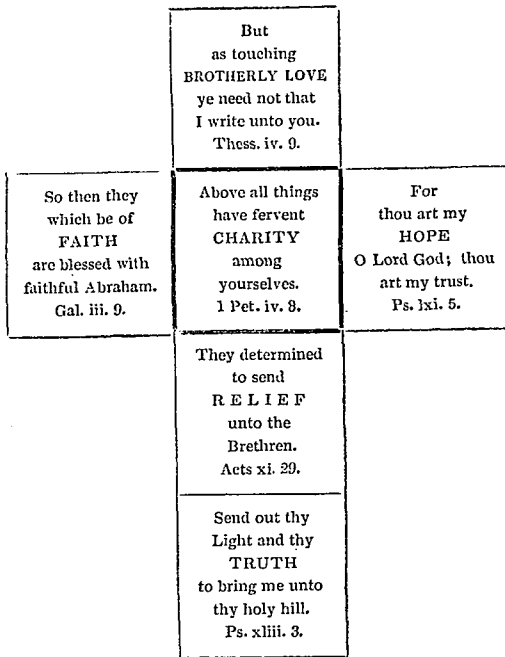 But
as touching
BROTHERLY LOVE
ye need not that
I write unto you.
Thess. iv. 9.
So then they
which be of
FAITH
are blessed with
faithful Abraham.
Gal. iii. 9.
Above all things
have fervent
CHARITY
among
yourselves.
1 Pet. iv. 8.
For
thou art my
HOPE
O Lord God; thou
art my trust.
Ps. lxi. 5.
They determined
to send
RELIEF
unto the
Brethren.
Acts xi. 29.
Send out thy
Light and thy
TRUTH
to bring me unto
thy holy hill.
Ps. xliii. 3.